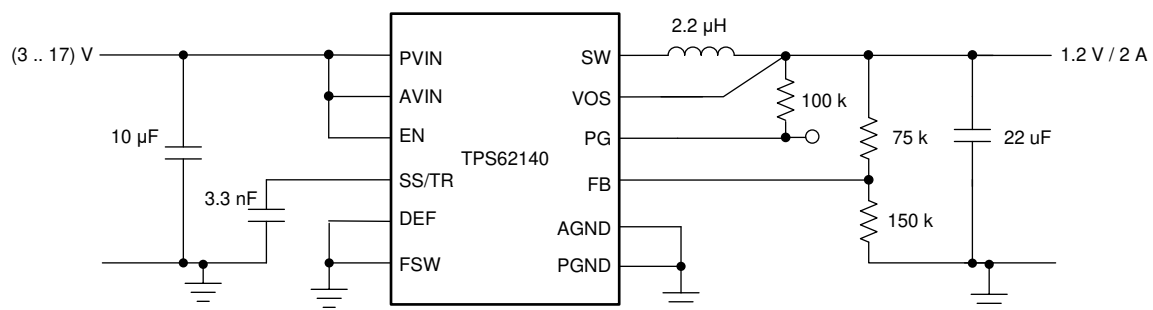 2.2 µH
(3 .. 17) V
PVIN
SW
1.2 V / 2 A
AVIN
VOS
100 k
10 µF
EN
PG
75 k
22 uF
TPS62140
3.3 nF
SS/TR
FB
DEF
AGND
150 k
FSW
PGND